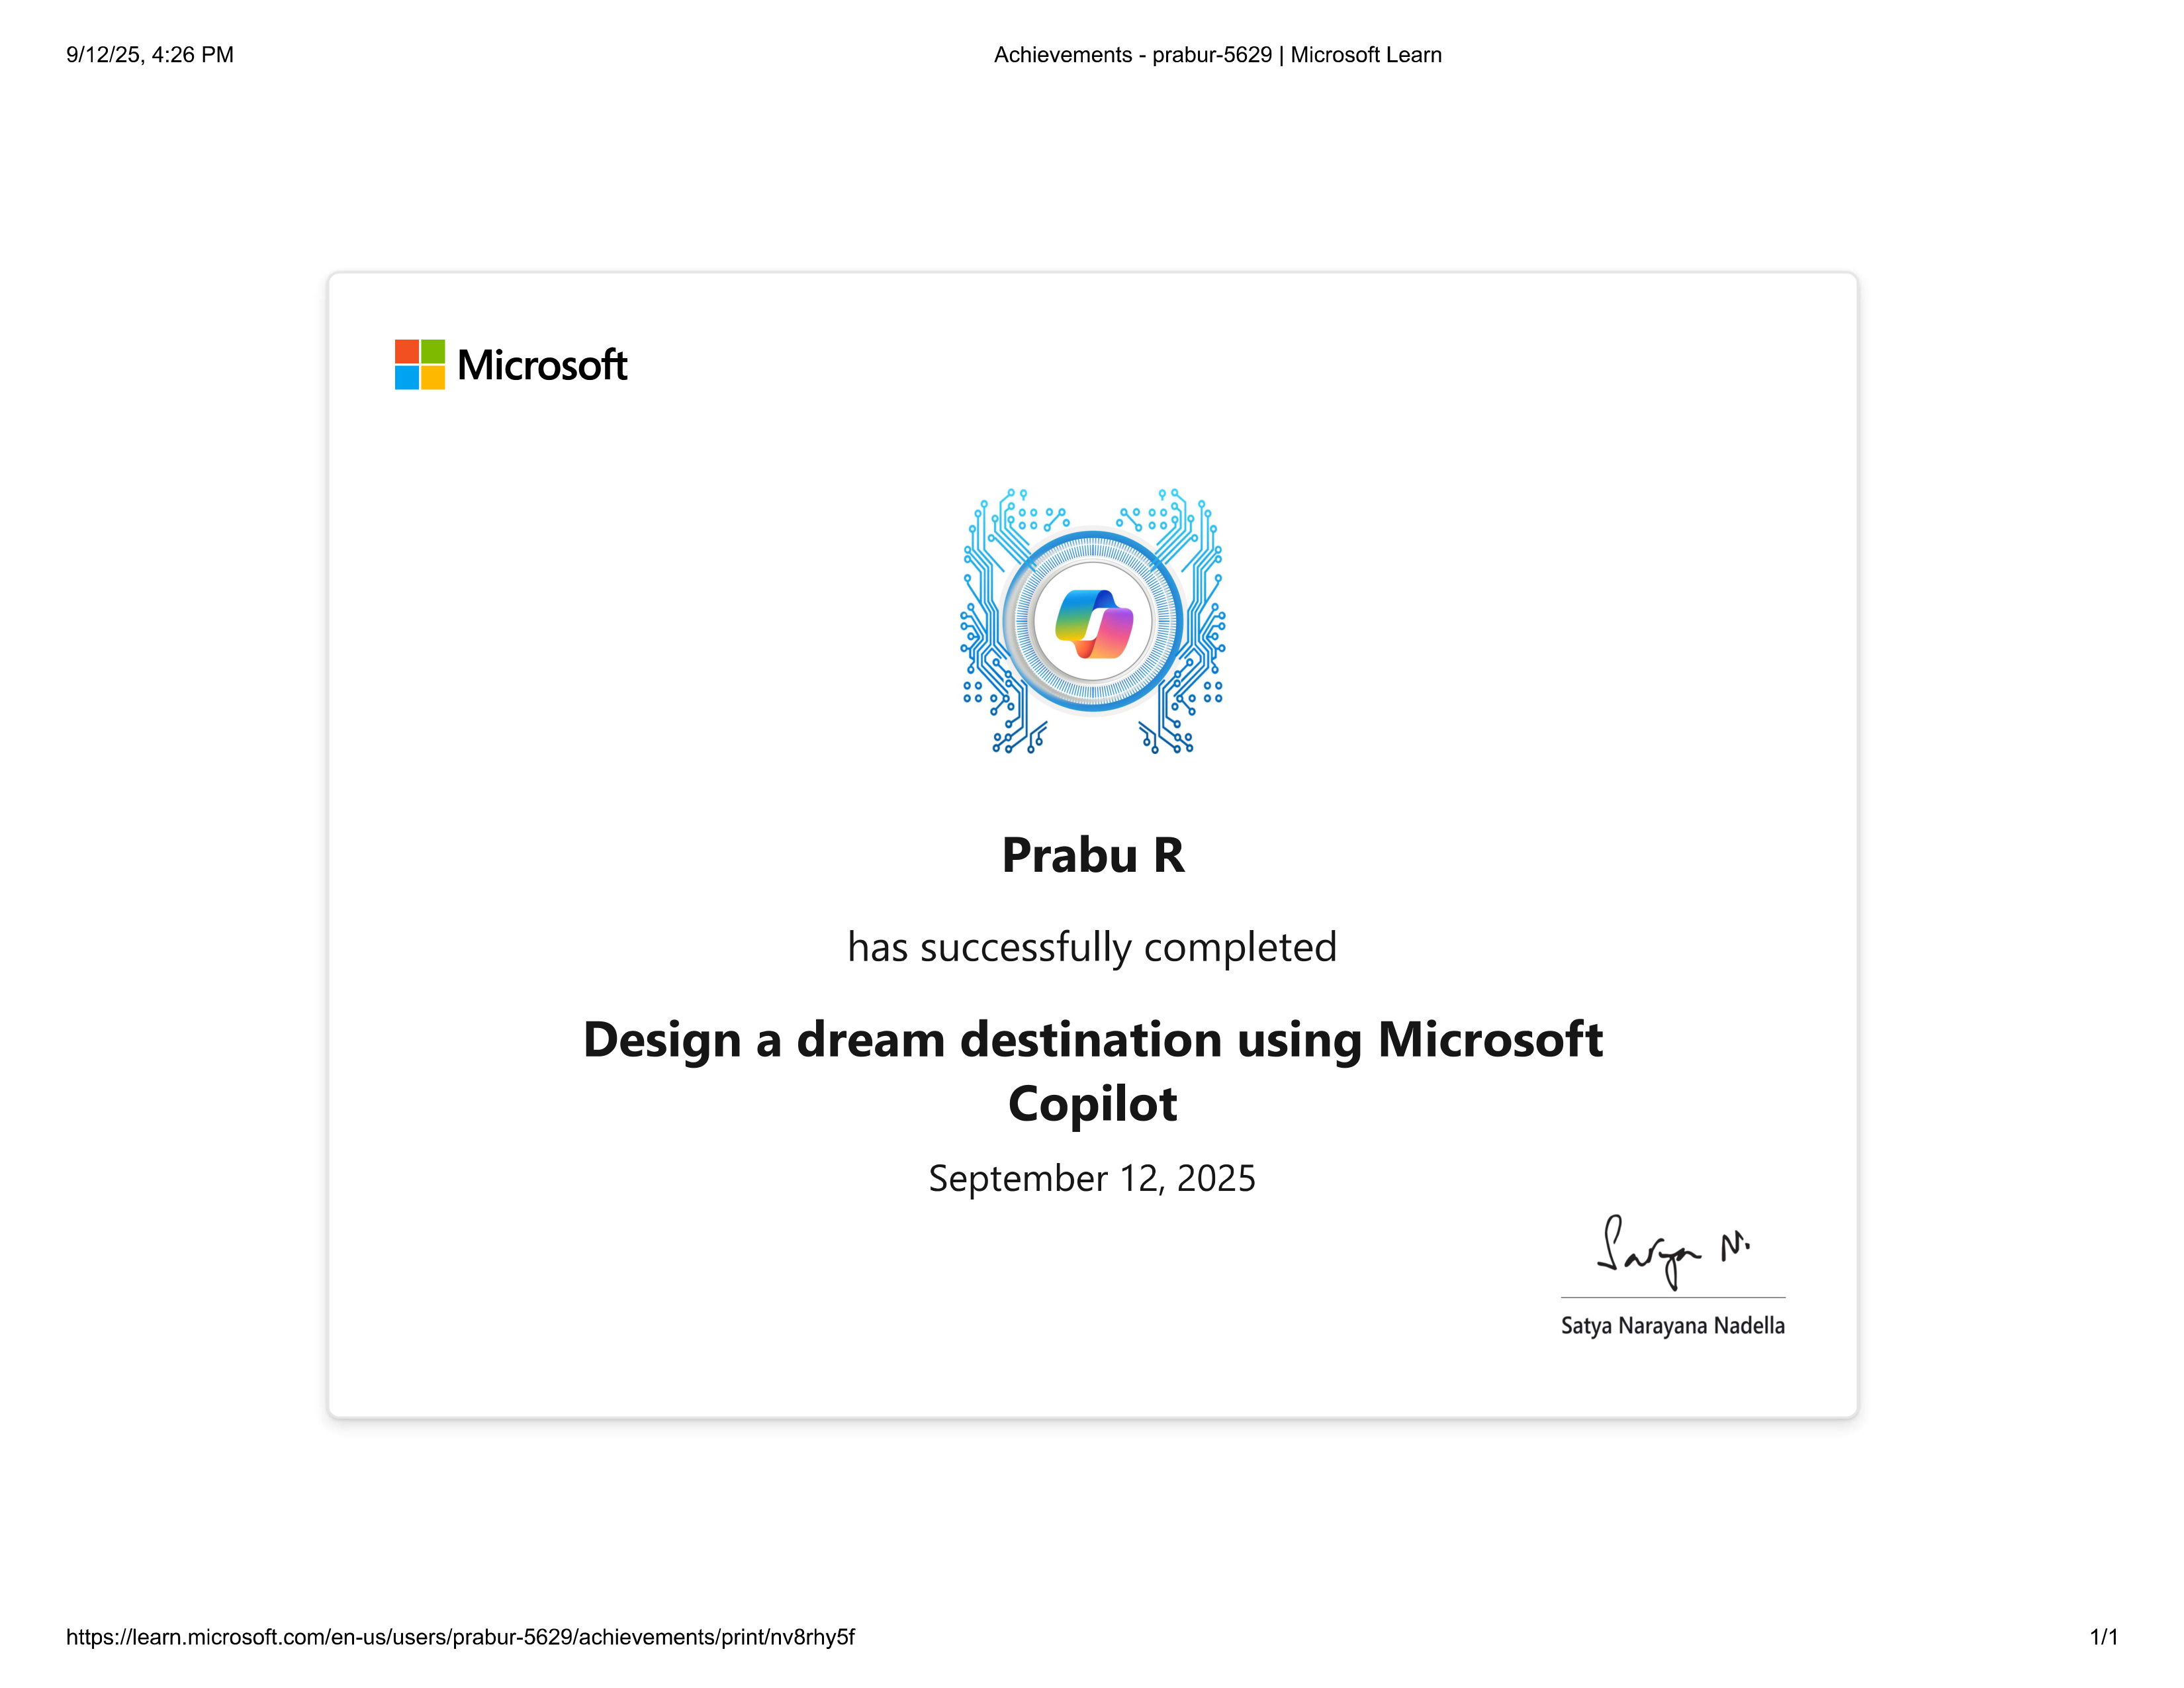 9/12/25, 4:26 PM
Achievements - prabur-5629 | Microsoft Learn
Microsoft
Prabu R
has successfully completed
Design a dream destination using Microsoft
Copilot
September 12, 2025
Satya N.
Satya Narayana Nadella
https://learn.microsoft.com/en-us/users/prabur-5629/achievements/print/nv8rhy5f
1/1